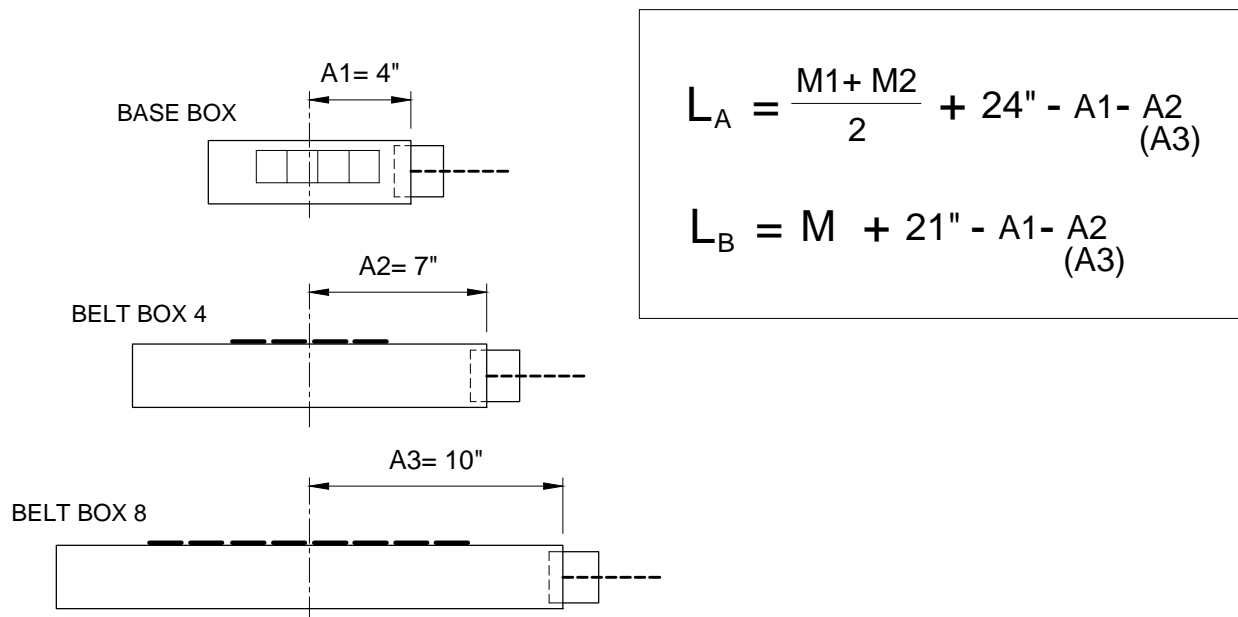 A1= 4"
BASE BOX
A2= 7"
BELT BOX 4
A3= 10"
BELT BOX 8
LA = M1+ M2 / 2 + 24" - A1- A2
(A3)
LB = M + 21" - A1- A2
(A3)